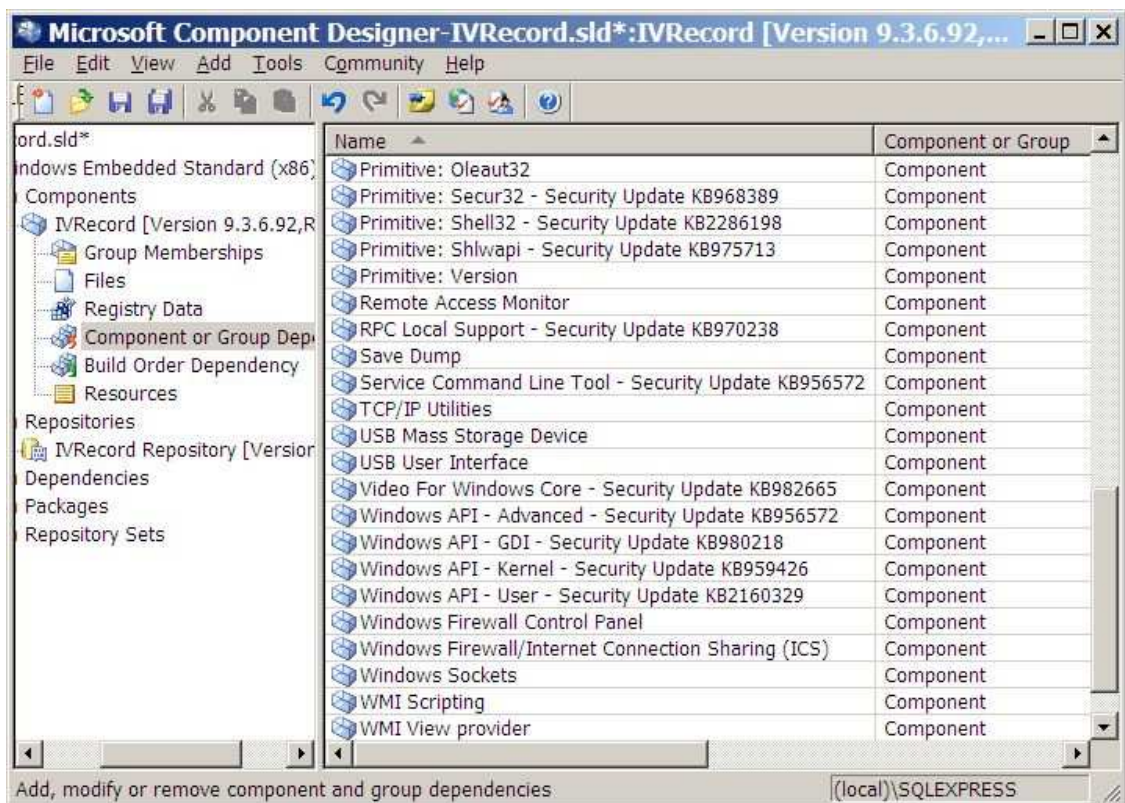 Microsoft Component Designer-IVRecord.sld*:IVRecord [Version 9.3.6.92,...
File Edit View Add Tools Community Help
ord.sld*
indows Embedded Standard (x86)
Components
IVRecord [Version 9.3.6.92,R
Group Memberships
Files
Registry Data
Component or Group Dep
Build Order Dependency
Resources
Repositories
IVRecord Repository [Version
Dependencies
Packages
Repository Sets
Name Component or Group
Primitive: Oleaut32 Component
Primitive: Secur32 - Security Update KB968389 Component
Primitive: Shell32 - Security Update KB2286198 Component
Primitive: Shlwapi - Security Update KB975713 Component
Primitive: Version Component
Remote Access Monitor Component
RPC Local Support - Security Update KB970238 Component
Save Dump Component
Service Command Line Tool - Security Update KB956572 Component
TCP/IP Utilities Component
USB Mass Storage Device Component
USB User Interface Component
Video For Windows Core - Security Update KB982665 Component
Windows API - Advanced - Security Update KB956572 Component
Windows API - GDI - Security Update KB980218 Component
Windows API - Kernel - Security Update KB959426 Component
Windows API - User - Security Update KB2160329 Component
Windows Firewall Control Panel Component
Windows Firewall/Internet Connection Sharing (ICS) Component
Windows Sockets Component
WMI Scripting Component
WMI View provider Component
Add, modify or remove component and group dependencies (local)\SQLEXPRESS